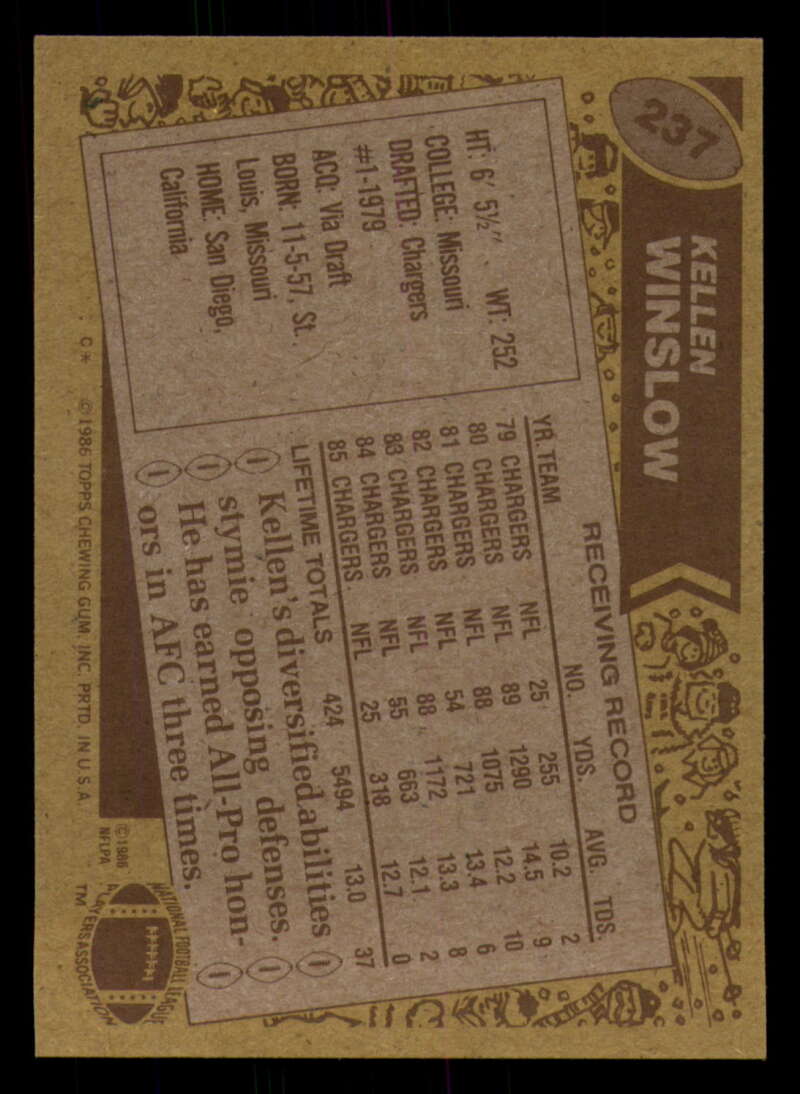 237
KELLEN
WINSLOW
HT: 6' 5½" WT: 252
COLLEGE: Missouri
DRAFTED: Chargers
#1-1979
ACQ: Via Draft
BORN: 11-5-57, St.
Louis, Missouri
HOME: San Diego,
California
RECEIVING RECORD
YR. TEAM NO. YDS. AVG. TDS.
79 CHARGERS NFL 25 255 10.2 2
80 CHARGERS NFL 89 1290 14.5 9
81 CHARGERS NFL 88 1075 12.2 10
82 CHARGERS NFL 54 721 13.4 6
83 CHARGERS NFL 88 1172 13.3 8
84 CHARGERS NFL 55 663 12.1 2
85 CHARGERS NFL 25 318 12.7 0
LIFETIME TOTALS 424 5494 13.0 37
Kellen's diversified abilities
stymie opposing defenses.
He has earned All-Pro hon-
ors in AFC three times.
C* ©1986 TOPPS CHEWING GUM, INC. PRTD. IN U.S.A.
©1986
NFLPA
NATIONAL FOOTBALL LEAGUE
PLAYERS ASSOCIATION
TM